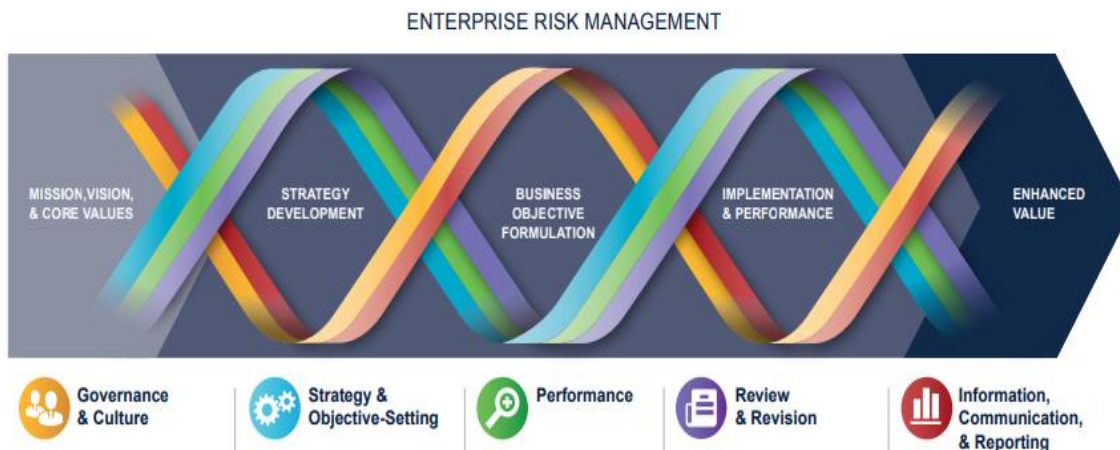 ENTERPRISE RISK MANAGEMENT
MISSION,VISION,
& CORE VALUES
STRATEGY
DEVELOPMENT
BUSINESS
OBJECTIVE
FORMULATION
IMPLEMENTATION
& PERFORMANCE
ENHANCED
VALUE
Governance
& Culture
Strategy &
Objective-Setting
Performance
Review
& Revision
Information,
Communication,
& Reporting